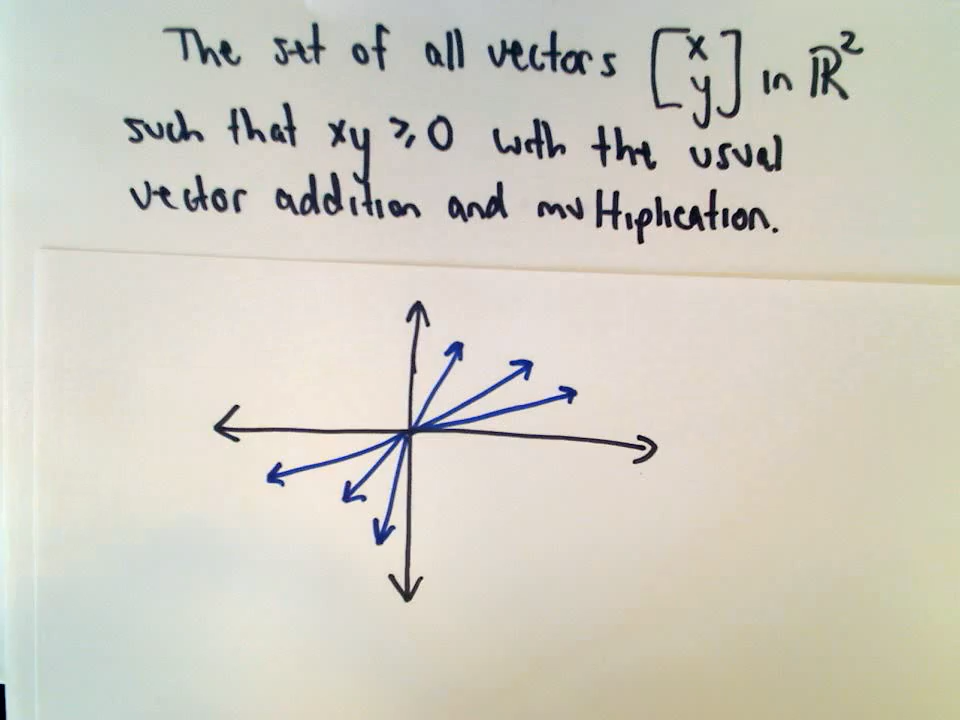 The set of all vectors [x y] in ℝ²
such that xy ≥ 0 with the usual
vector addition and multiplication.